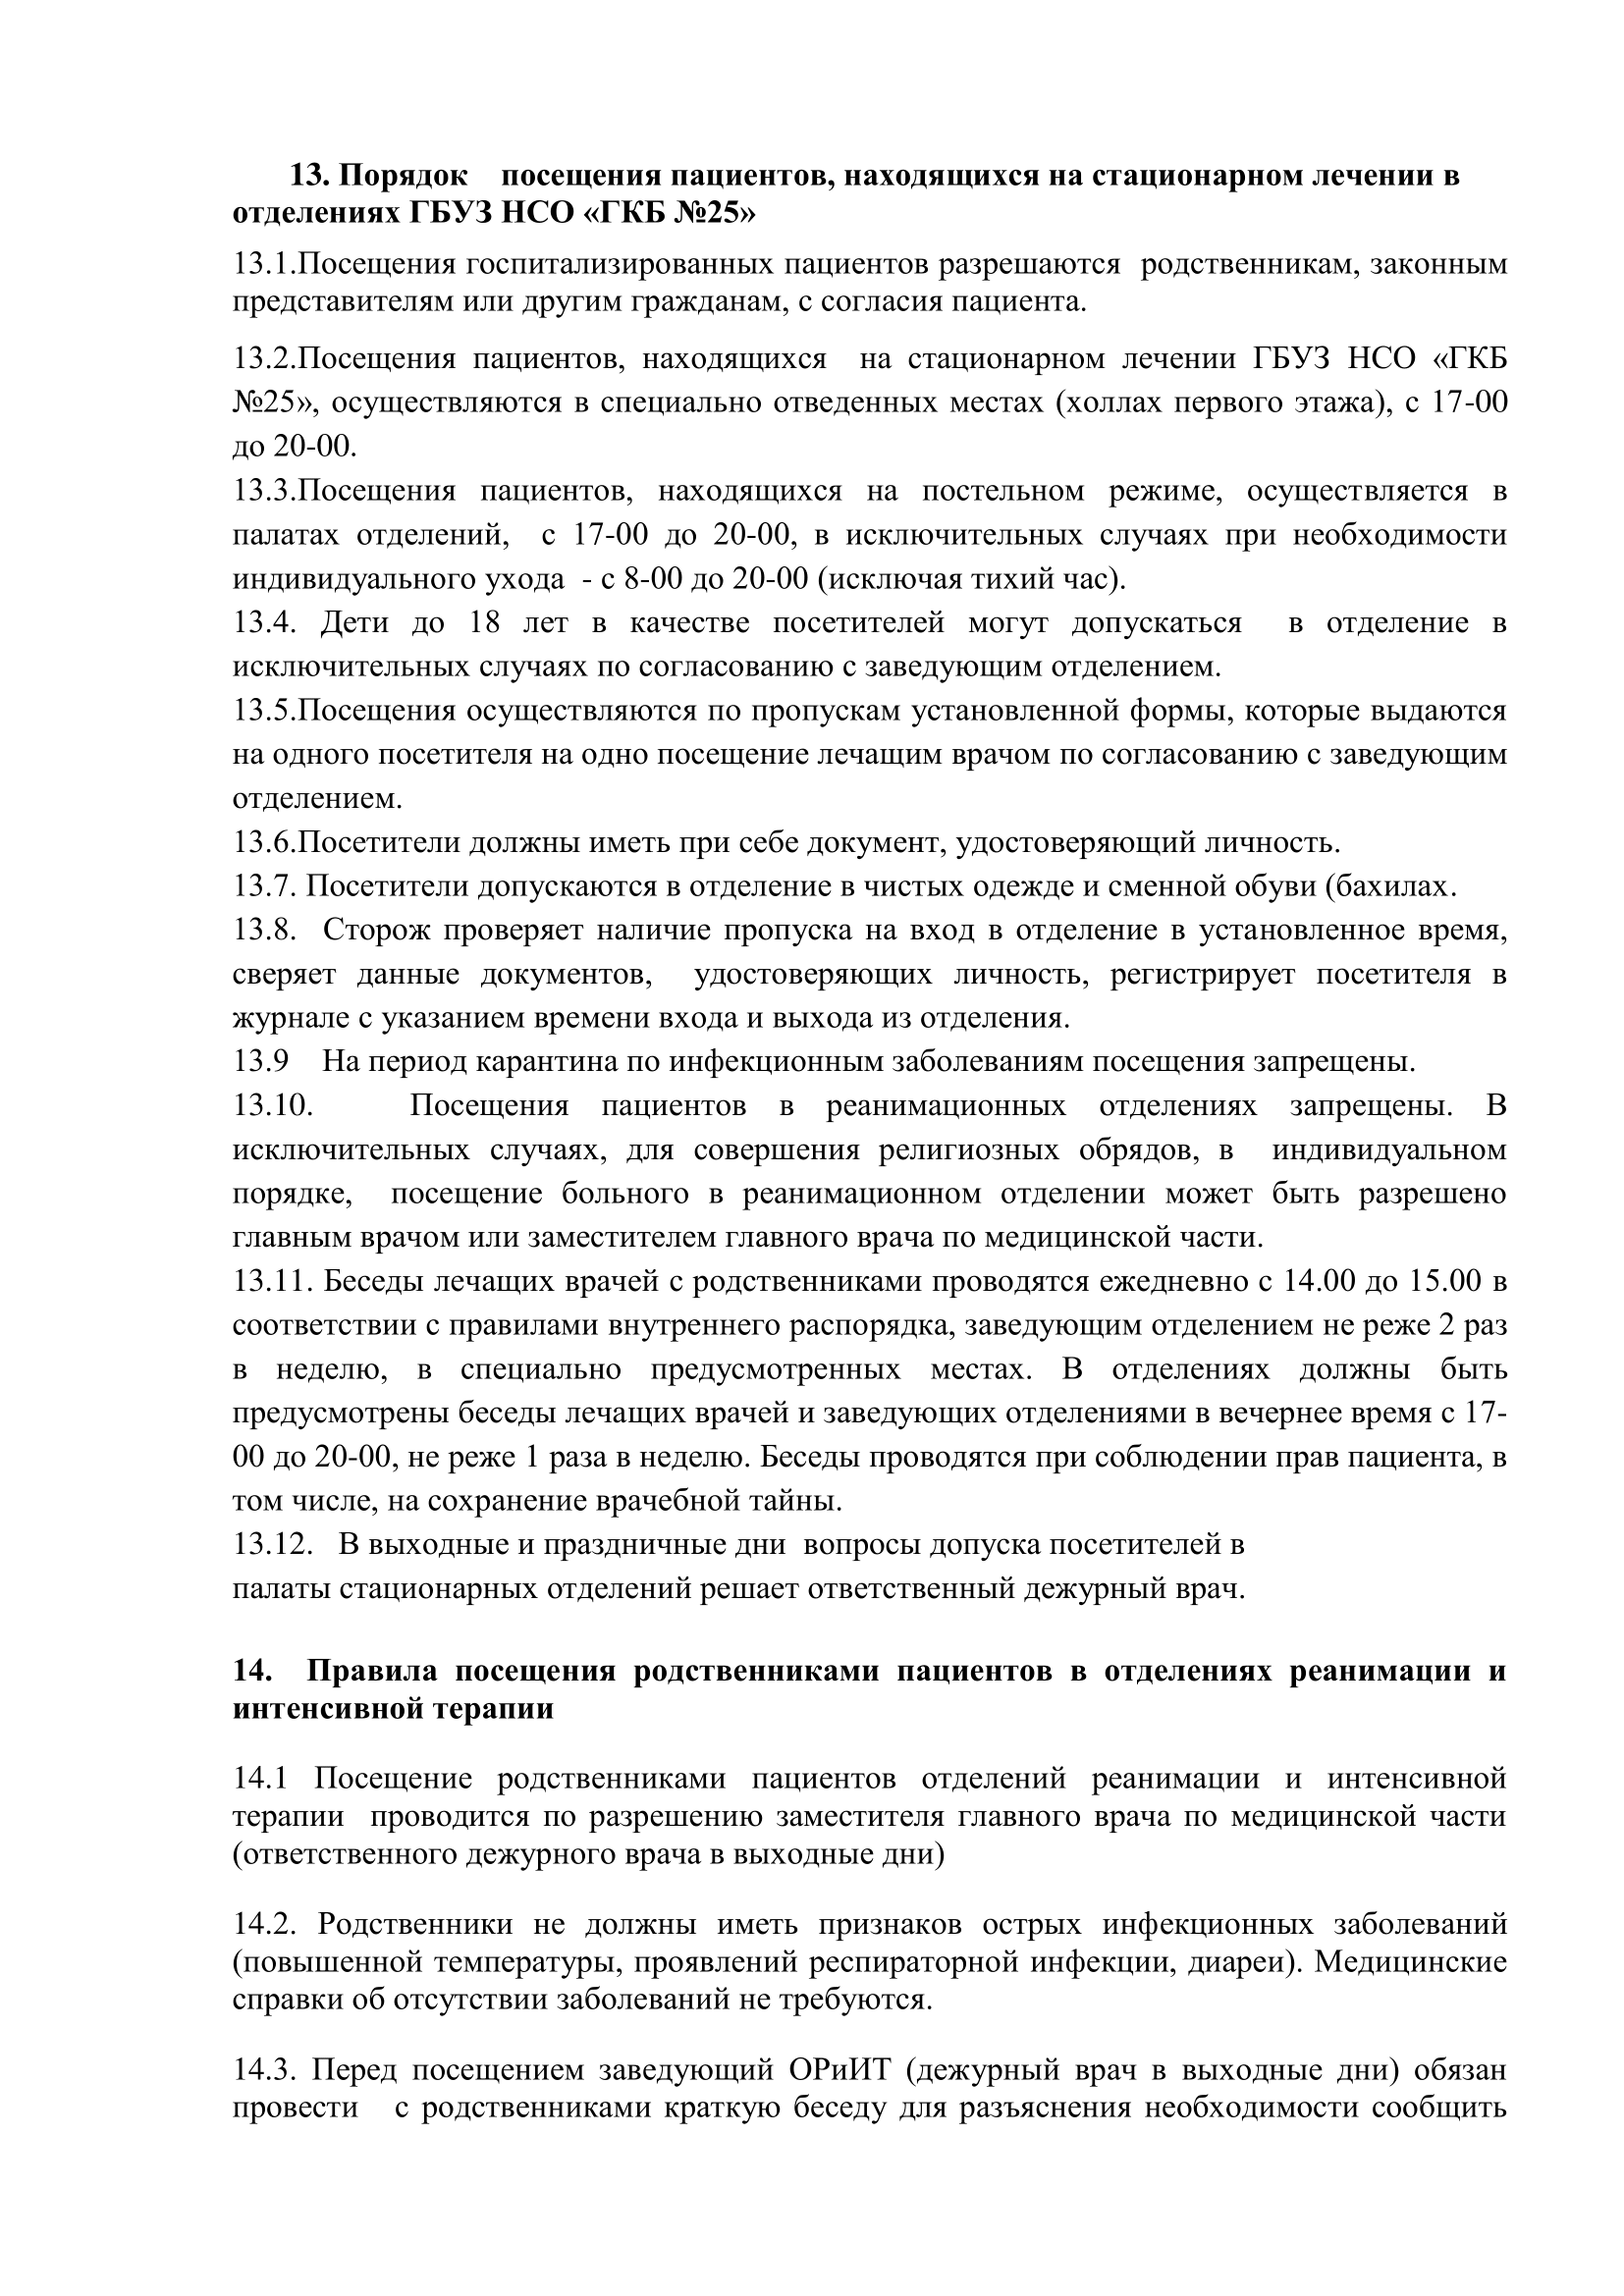 13. Порядок посещения пациентов, находящихся на стационарном лечении в
отделениях ГБУЗ НСО «ГКБ №25»
13.1.Посещения госпитализированных пациентов разрешаются родственникам, законным
представителям или другим гражданам, с согласия пациента.
13.2.Посещения пациентов, находящихся на стационарном лечении ГБУЗ НСО «ГКБ
№25», осуществляются в специально отведенных местах (холлах первого этажа), с 17-00
до 20-00.
13.3.Посещения пациентов, находящихся на постельном режиме, осуществляется в
палатах отделений, с 17-00 до 20-00, в исключительных случаях при необходимости
индивидуального ухода - с 8-00 до 20-00 (исключая тихий час).
13.4. Дети до 18 лет в качестве посетителей могут допускаться в отделение в
исключительных случаях по согласованию с заведующим отделением.
13.5.Посещения осуществляются по пропускам установленной формы, которые выдаются
на одного посетителя на одно посещение лечащим врачом по согласованию с заведующим
отделением.
13.6.Посетители должны иметь при себе документ, удостоверяющий личность.
13.7. Посетители допускаются в отделение в чистых одежде и сменной обуви (бахилах.
13.8. Сторож проверяет наличие пропуска на вход в отделение в установленное время,
сверяет данные документов, удостоверяющих личность, регистрирует посетителя в
журнале с указанием времени входа и выхода из отделения.
13.9 На период карантина по инфекционным заболеваниям посещения запрещены.
13.10. Посещения пациентов в реанимационных отделениях запрещены. В
исключительных случаях, для совершения религиозных обрядов, в индивидуальном
порядке, посещение больного в реанимационном отделении может быть разрешено
главным врачом или заместителем главного врача по медицинской части.
13.11. Беседы лечащих врачей с родственниками проводятся ежедневно с 14.00 до 15.00 в
соответствии с правилами внутреннего распорядка, заведующим отделением не реже 2 раз
в неделю, в специально предусмотренных местах. В отделениях должны быть
предусмотрены беседы лечащих врачей и заведующих отделениями в вечернее время с 17-
00 до 20-00, не реже 1 раза в неделю. Беседы проводятся при соблюдении прав пациента, в
том числе, на сохранение врачебной тайны.
13.12. В выходные и праздничные дни вопросы допуска посетителей в
палаты стационарных отделений решает ответственный дежурный врач.
14. Правила посещения родственниками пациентов в отделениях реанимации и
интенсивной терапии
14.1 Посещение родственниками пациентов отделений реанимации и интенсивной
терапии проводится по разрешению заместителя главного врача по медицинской части
(ответственного дежурного врача в выходные дни)
14.2. Родственники не должны иметь признаков острых инфекционных заболеваний
(повышенной температуры, проявлений респираторной инфекции, диареи). Медицинские
справки об отсутствии заболеваний не требуются.
14.3. Перед посещением заведующий ОРиИТ (дежурный врач в выходные дни) обязан
провести с родственниками краткую беседу для разъяснения необходимости сообщить